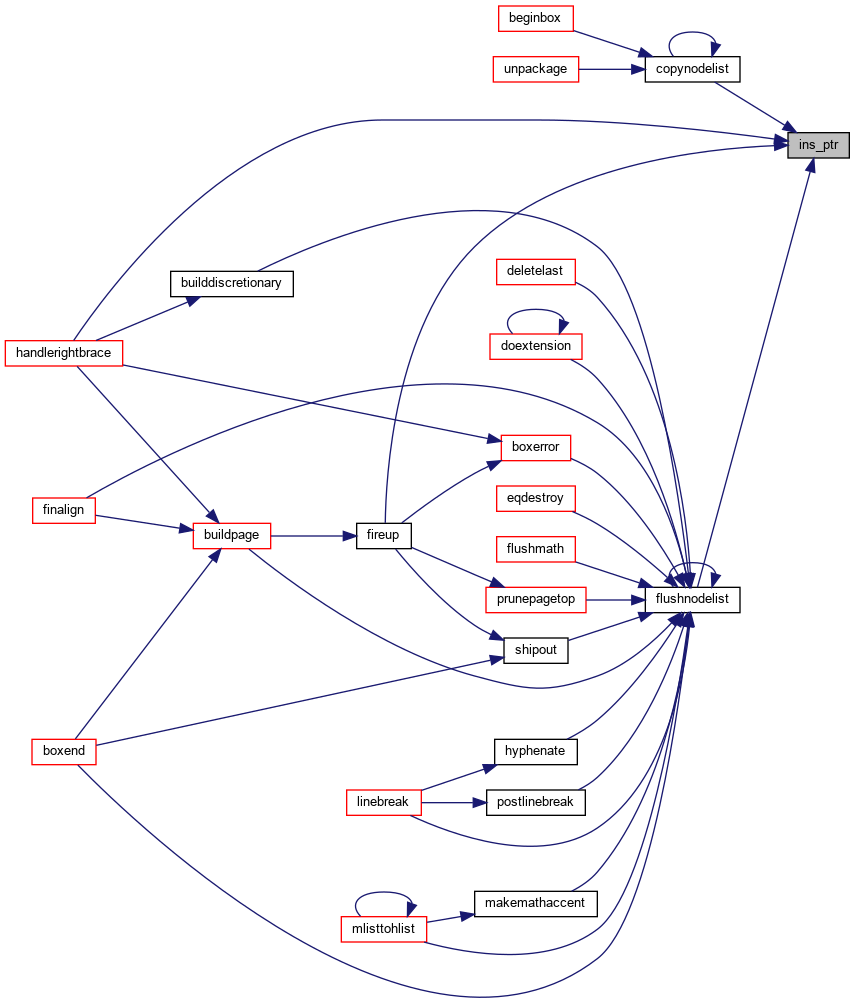 beginbox
unpackage
copynodelist
ins_ptr
deletelast
builddiscretionary
doextension
handlerightbrace
boxerror
eqdestroy
finalign
buildpage
fireup
flushmath
prunepagetop
flushnodelist
shipout
boxend
hyphenate
linebreak
postlinebreak
makemathaccent
mlisttohlist